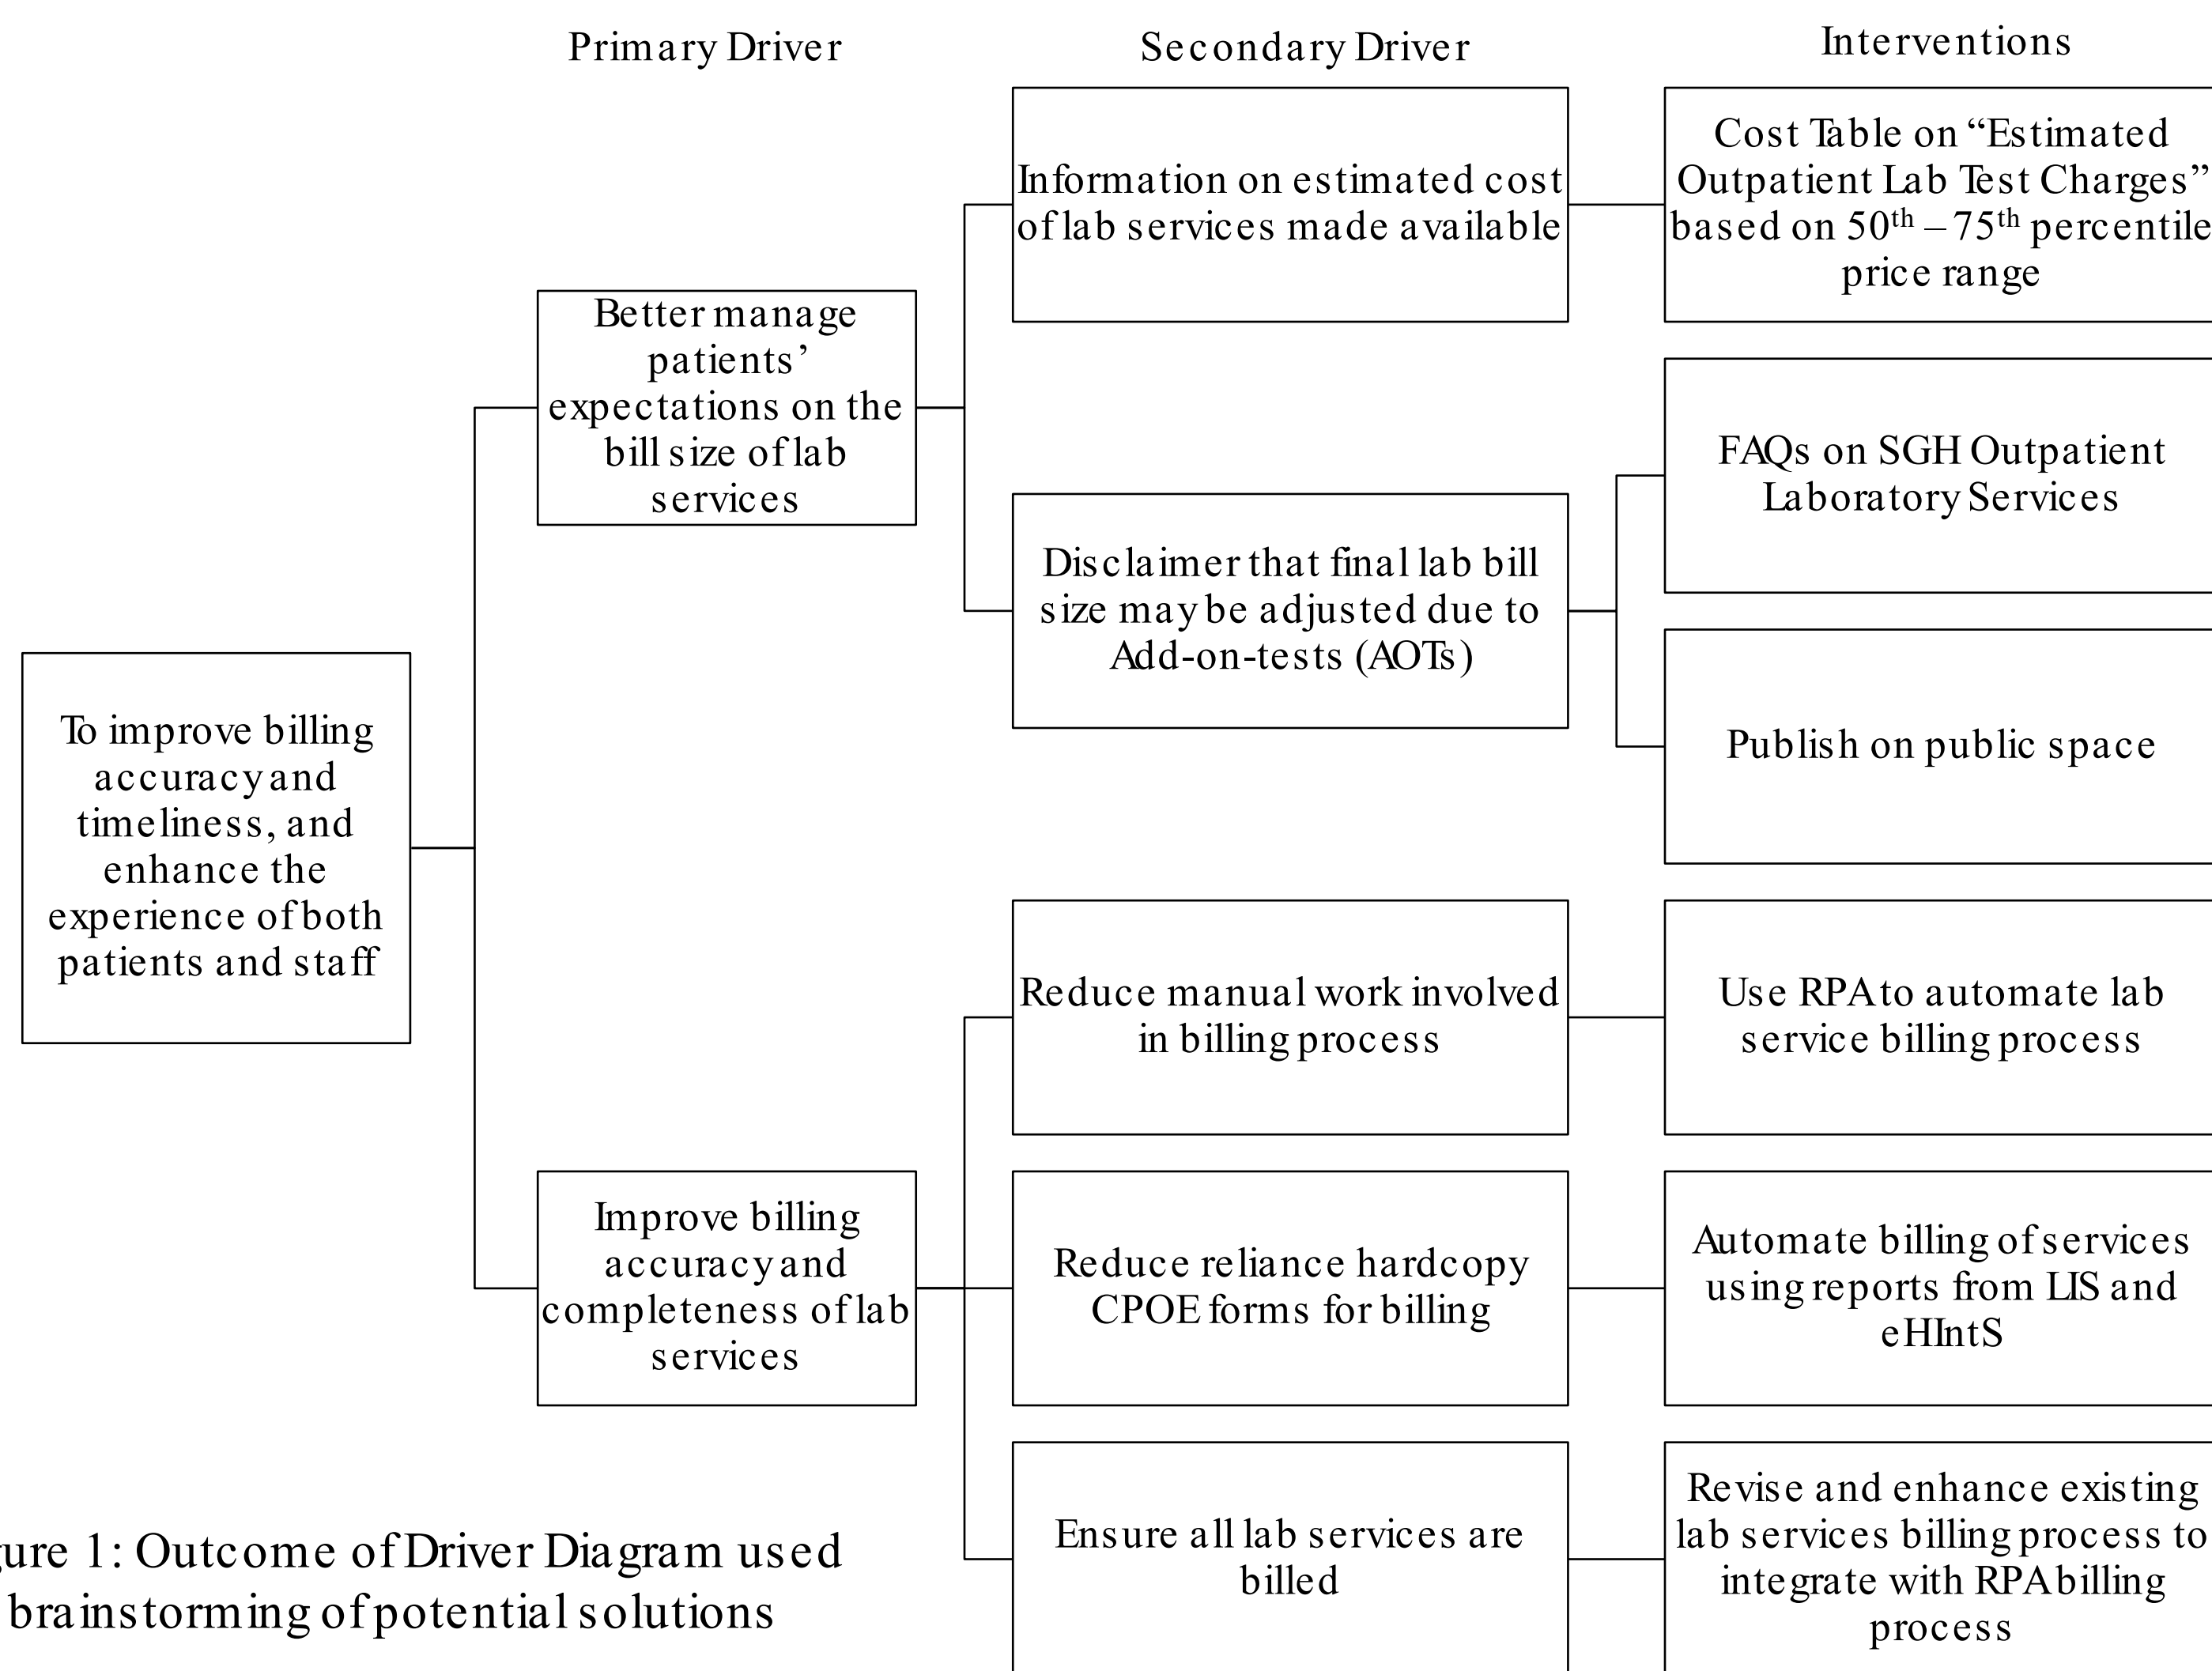 Primary Driver
Secondary Driver
Interventions
To improve billing
accuracy and
timeliness, and
enhance the
experience of both
patients and staff
Better manage
patients’
expectations on the
bill size of lab
services
Information on estimated cost
of lab services made available
Cost Table on “Estimated
Outpatient Lab Test Charges”
based on 50th – 75th percentile
price range
Disclaimer that final lab bill
size may be adjusted due to
Add-on-tests (AOTs)
FAQs on SGH Outpatient
Laboratory Services
Publish on public space
Improve billing
accuracy and
completeness of lab
services
Reduce manual work involved
in billing process
Use RPA to automate lab
service billing process
Reduce reliance hardcopy
CPOE forms for billing
Automate billing of services
using reports from LIS and
eHIntS
Ensure all lab services are
billed
Revise and enhance existing
lab services billing process to
integrate with RPA billing
process
1: Outcome of Driver Diagram used
brainstorming of potential solutions